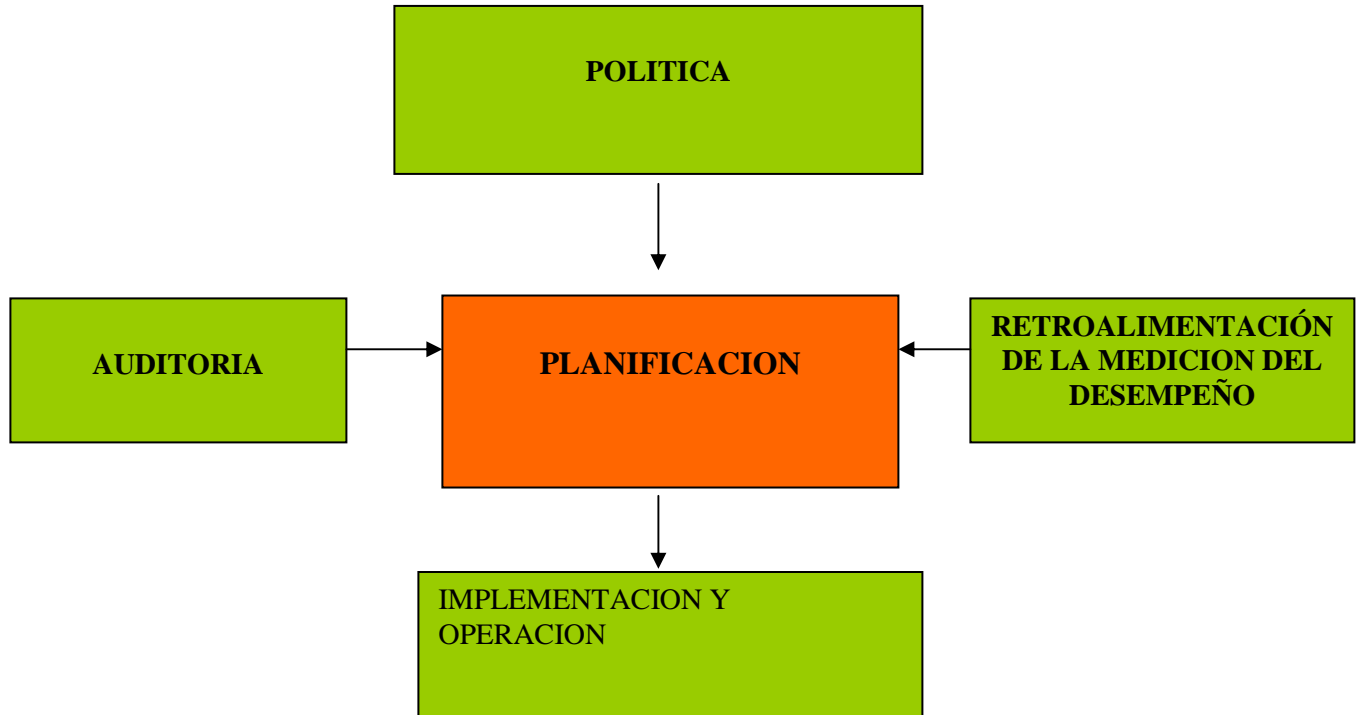 POLITICA
AUDITORIA
PLANIFICACION
RETROALIMENTACIÓN
DE LA MEDICION DEL
DESEMPEÑO
IMPLEMENTACION Y
OPERACION